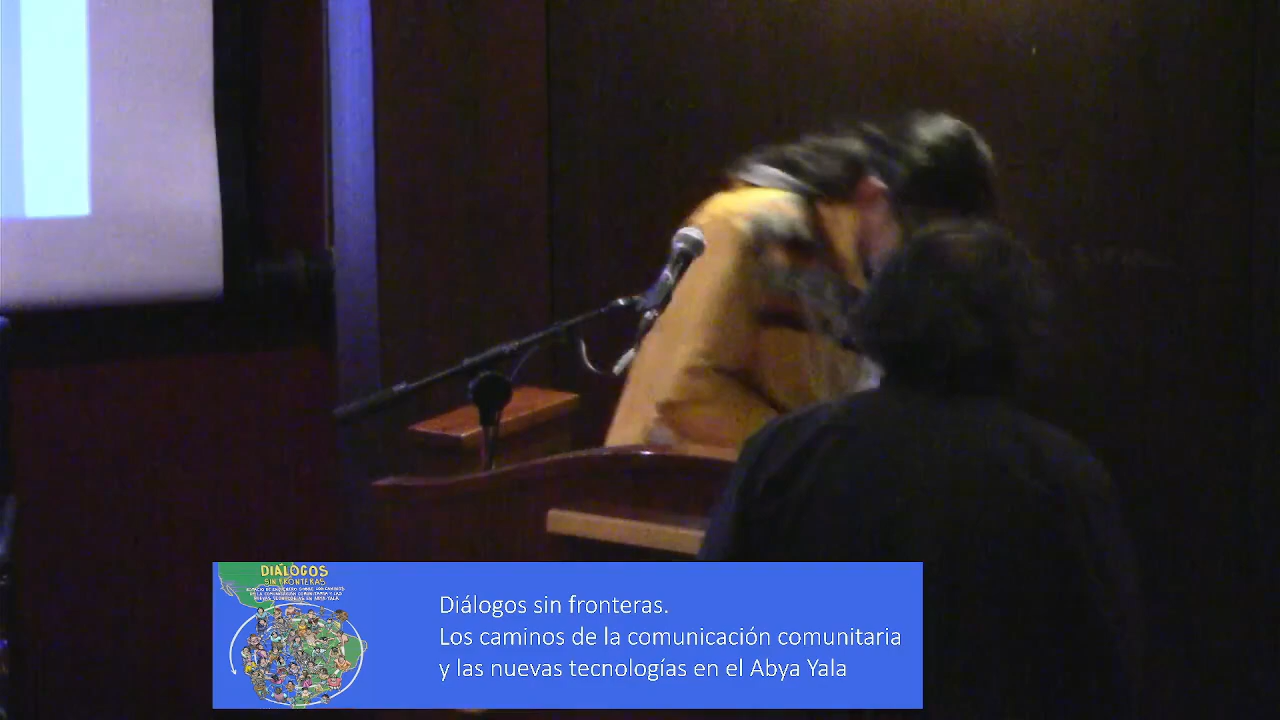 DIÁLOGOS
SIN FRONTERAS
Diálogos sin fronteras.
Los caminos de la comunicación comunitaria
y las nuevas tecnologías en el Abya Yala